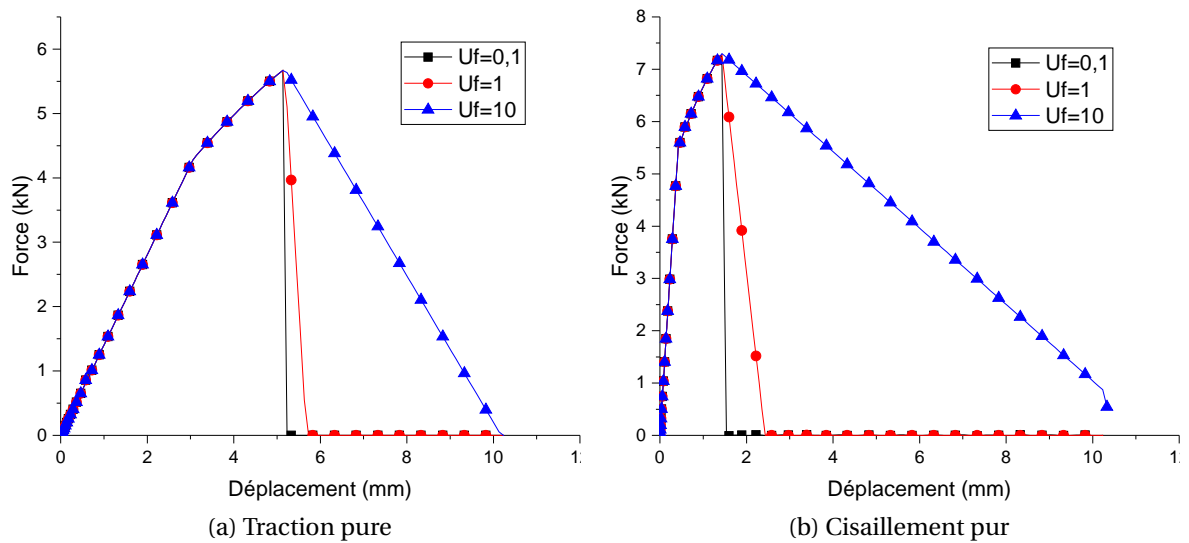 Uf=0,1
Uf=1
Uf=10
Force (kN)
6
5
4
3
2
1
0
0 2 4 6 8 10 12
Déplacement (mm)
(a) Traction pure
Uf=0,1
Uf=1
Uf=10
Force (kN)
8
7
6
5
4
3
2
1
0
0 2 4 6 8 10 12
Déplacement (mm)
(b) Cisaillement pur